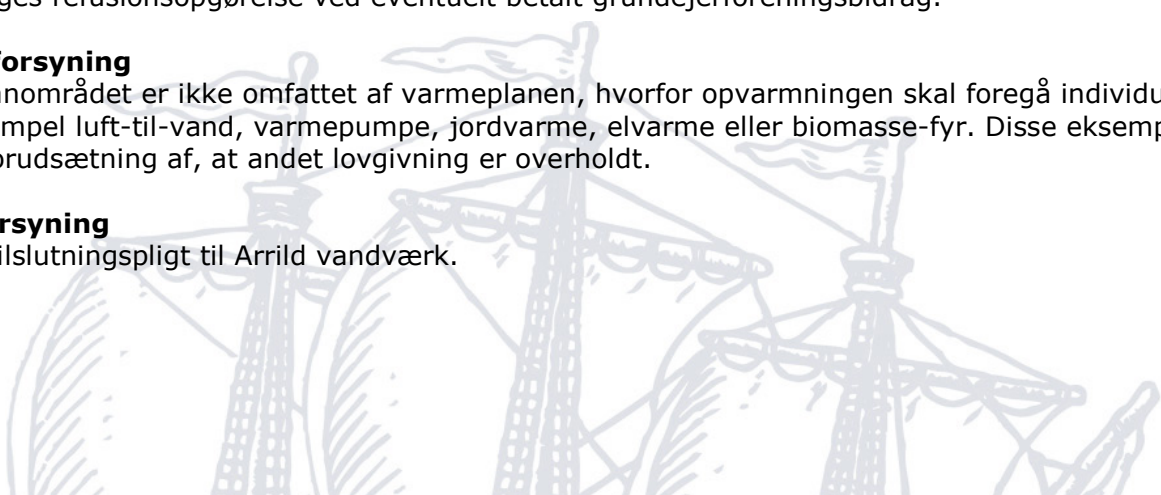 ges refusionsopgørelse ved eventuelt betalt grundejerforeningsbidrag.
forsyning
anområdet er ikke omfattet af varmeplanen, hvorfor opvarmningen skal foregå individu
mpel luft-til-vand, varmepumpe, jordvarme, elvarme eller biomasse-fyr. Disse eksemp
orudsætning af, at andet lovgivning er overholdt.
rsyning
ilslutningspligt til Arrild vandværk.